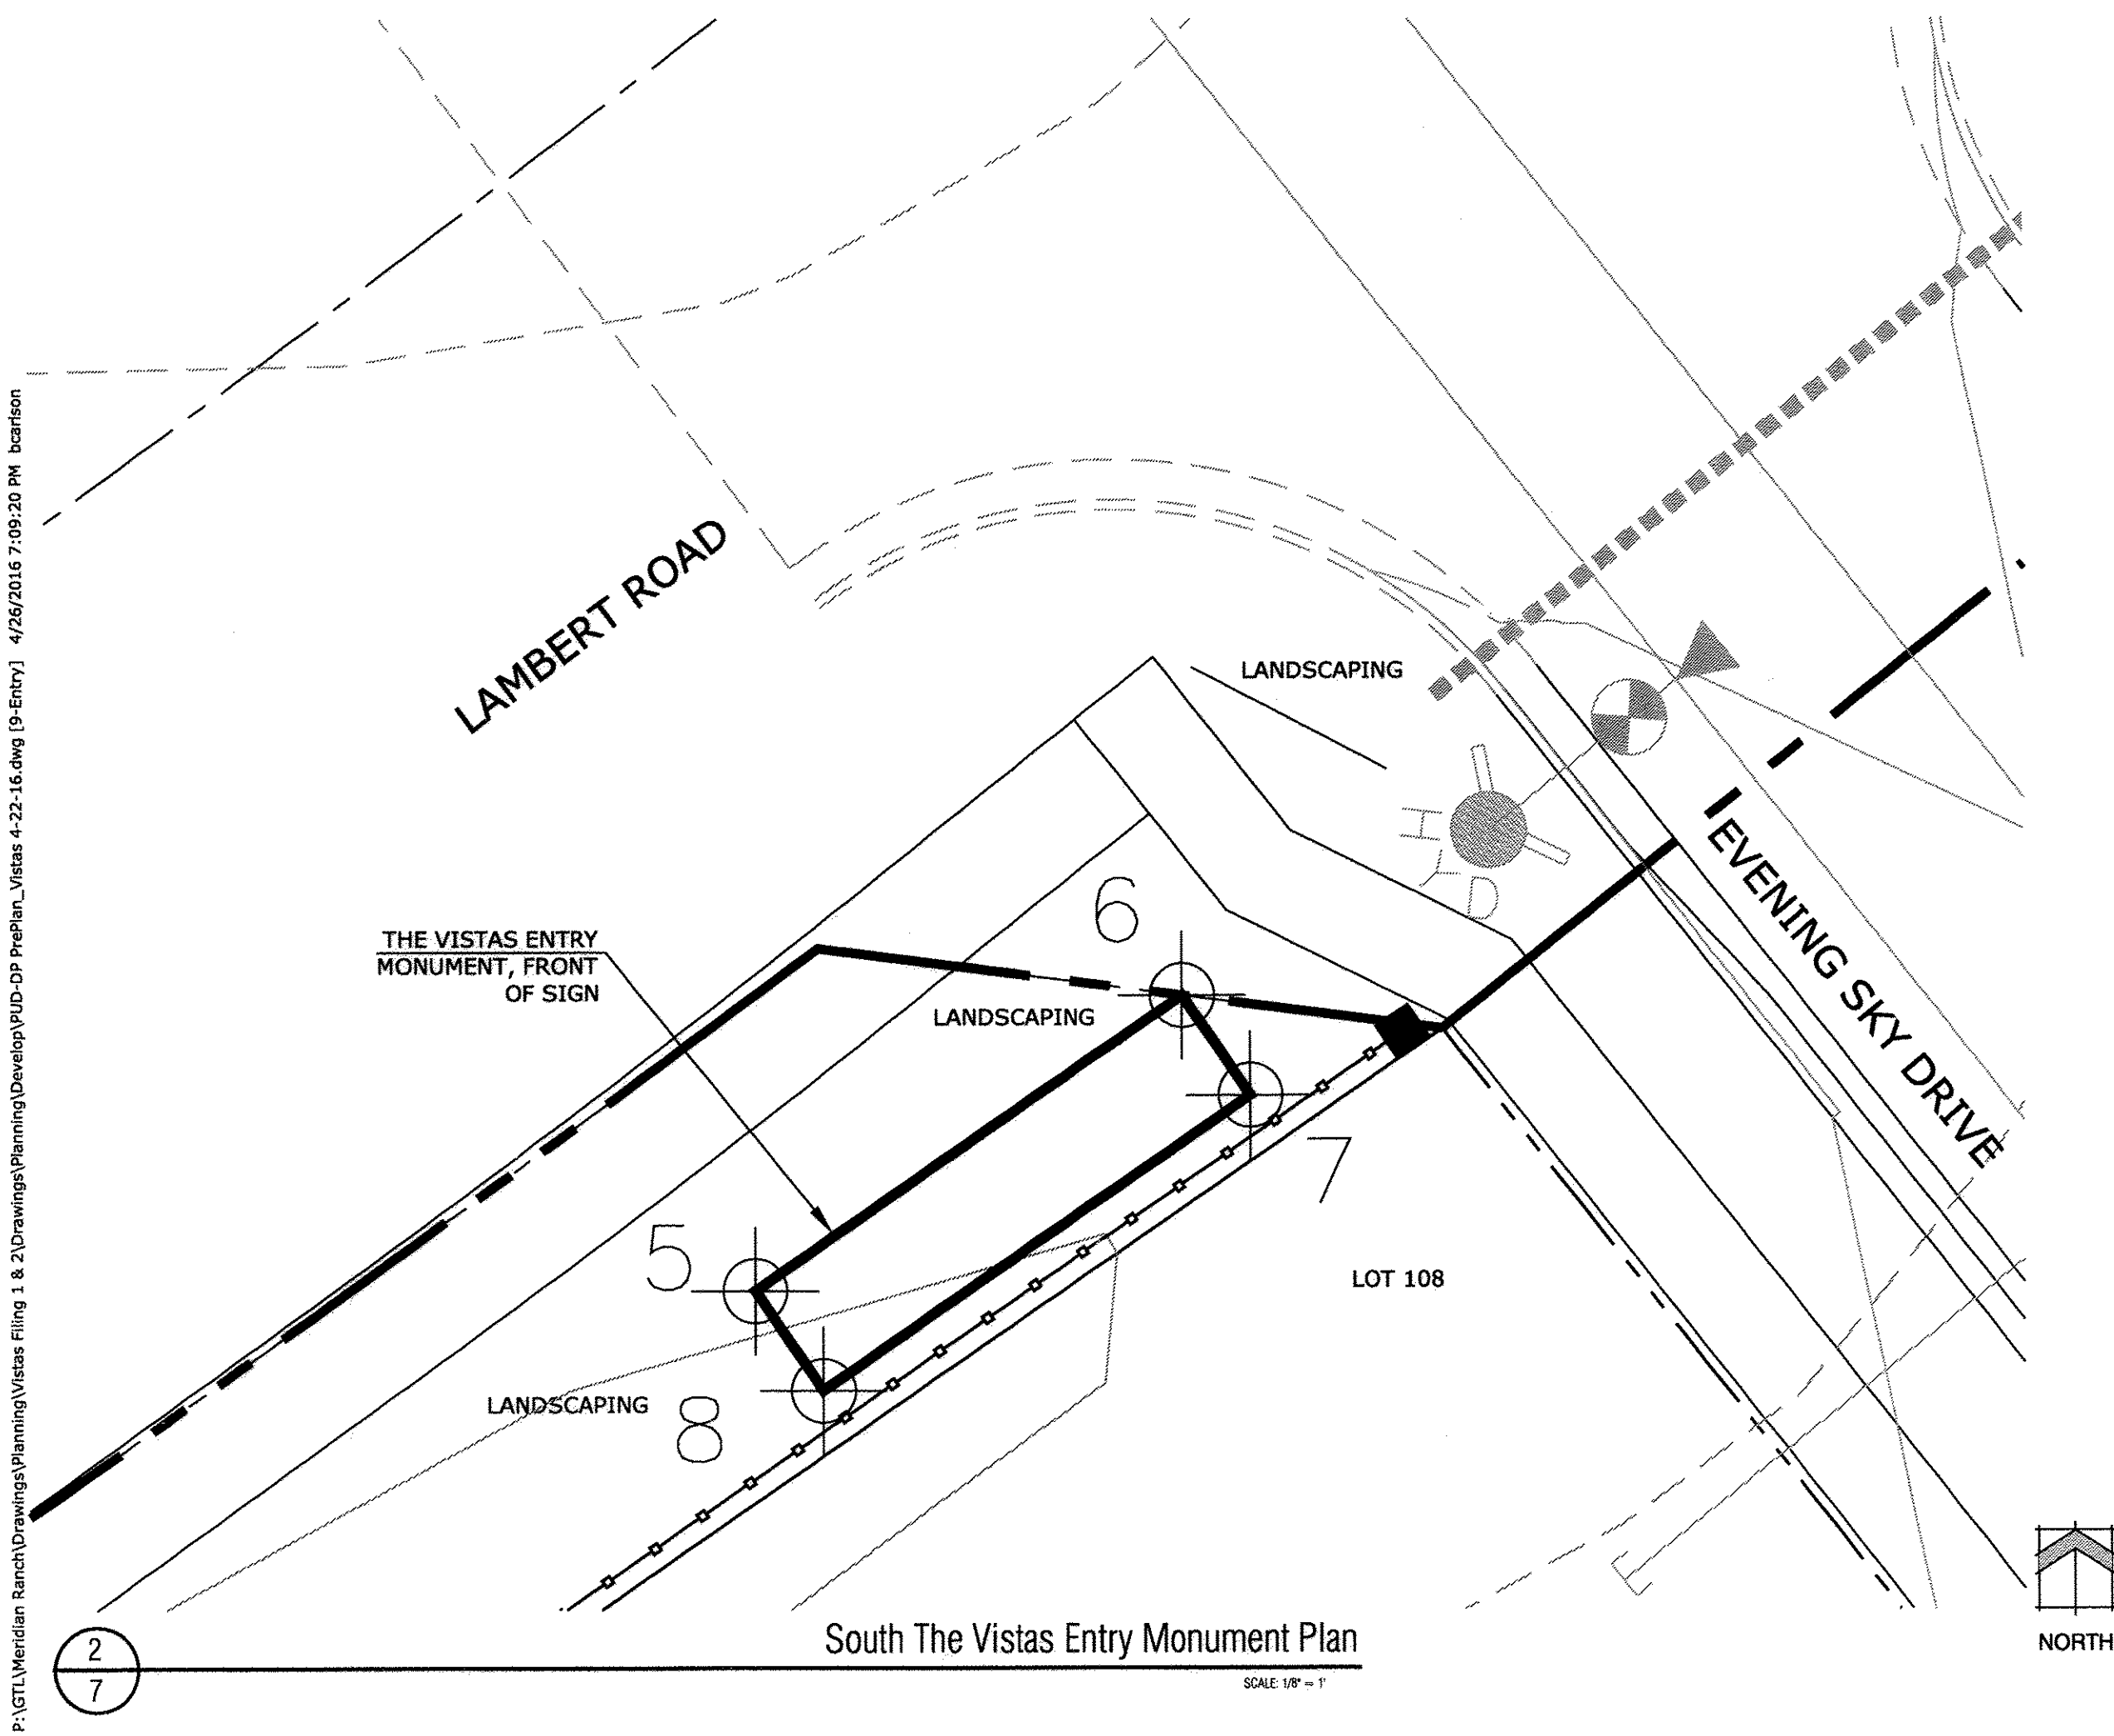 P:\GTL\Meridian Ranch\Drawings\Planning\Vistas Filing 1 & 2\Drawings\Planning\Develop\PUD-DP PrePlan_Vistas 4-22-16.dwg [9-Entry] 4/26/2016 7:09:20 PM bcarlson
LAMBERT ROAD
LANDSCAPING
HYD
EVENING SKY DRIVE
6
THE VISTAS ENTRY
MONUMENT, FRONT
OF SIGN
LANDSCAPING
7
5
LOT 108
LANDSCAPING
8
2
7
South The Vistas Entry Monument Plan
SCALE: 1/8" = 1'
NORTH